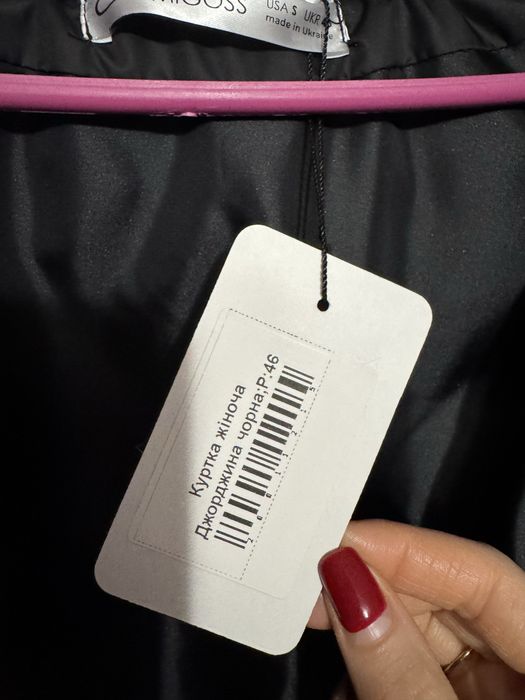 USA S UKR
made in Ukraine
Куртка жіноча
Джорджина чорна;Р:46